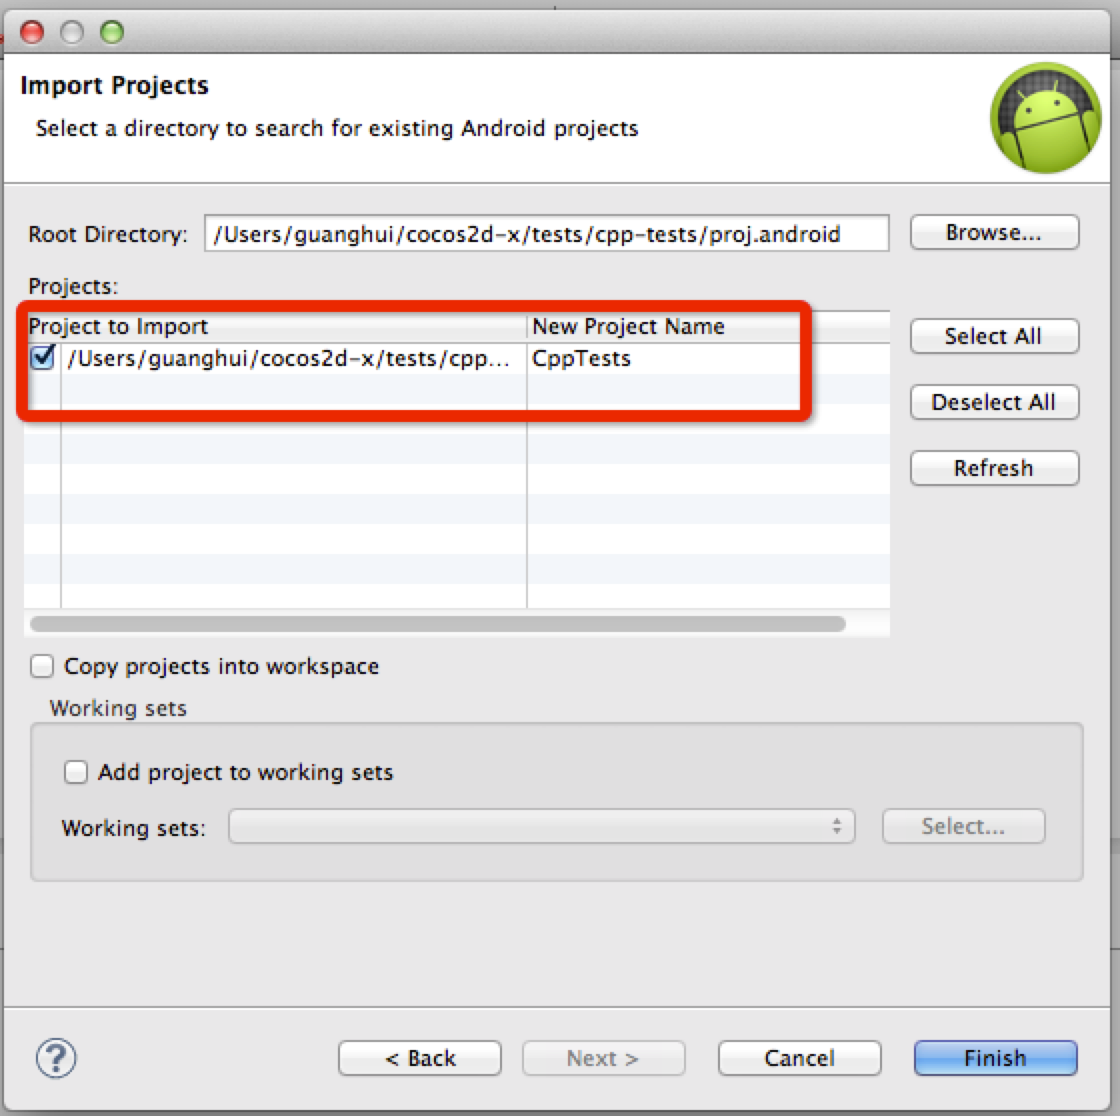 Import Projects
Select a directory to search for existing Android projects
Root Directory: /Users/guanghui/cocos2d-x/tests/cpp-tests/proj.android Browse...
Projects:
Project to Import New Project Name
/Users/guanghui/cocos2d-x/tests/cpp... CppTests
Select All
Deselect All
Refresh
Copy projects into workspace
Working sets
Add project to working sets
Working sets: Select...
? < Back Next > Cancel Finish